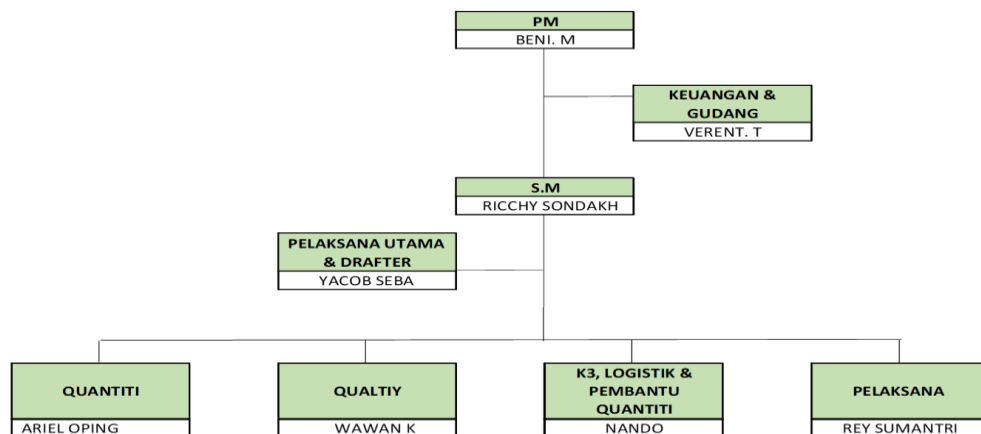 PM
BENI. M
KEUANGAN &
GUDANG
VERENT. T
S.M
RICCHY SONDAKH
PELAKSANA UTAMA
& DRAFTER
YACOB SEBA
QUANTITI
ARIEL OPING
QUALTIY
WAWAN K
K3, LOGISTIK &
PEMBANTU
QUANTITI
NANDO
PELAKSANA
REY SUMANTRI